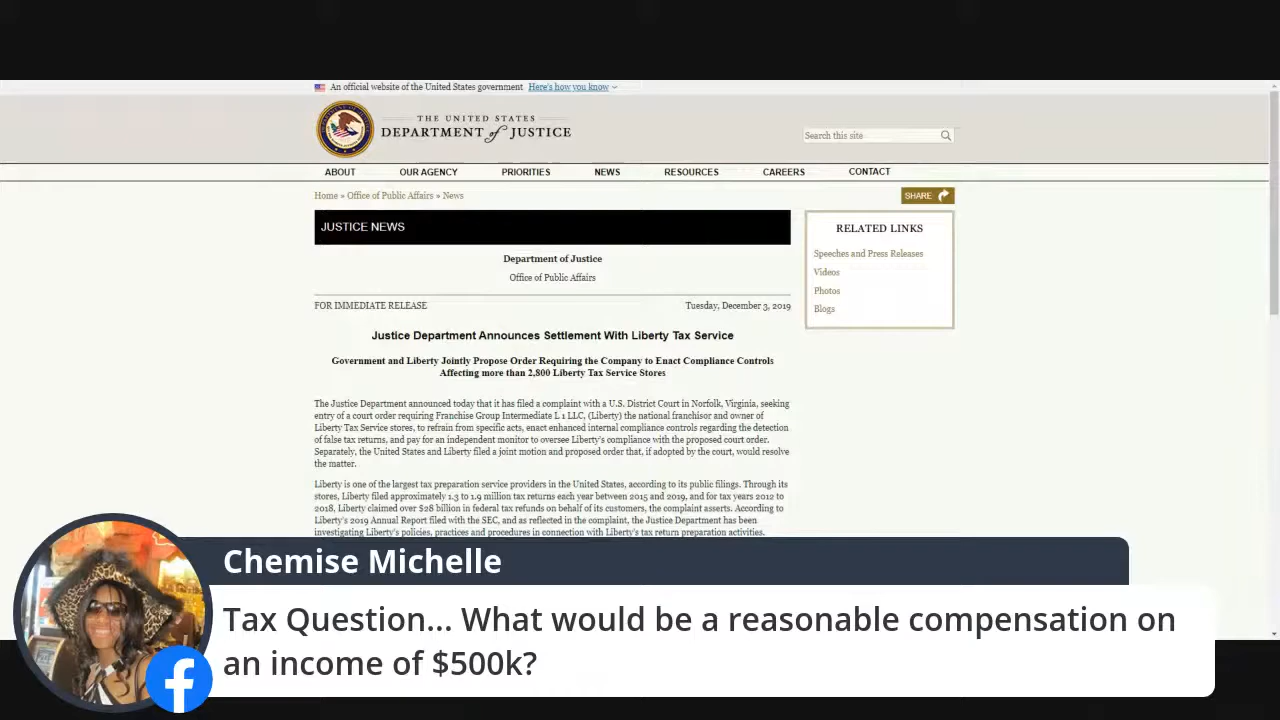 An official website of the United States government Here's how you know
THE UNITED STATES
DEPARTMENT of JUSTICE
Search this site
ABOUT OUR AGENCY PRIORITIES NEWS RESOURCES CAREERS CONTACT
Home » Office of Public Affairs » News
SHARE
JUSTICE NEWS
Department of Justice
Office of Public Affairs
FOR IMMEDIATE RELEASE Tuesday, December 3, 2019
Justice Department Announces Settlement With Liberty Tax Service
Government and Liberty Jointly Propose Order Requiring the Company to Enact Compliance Controls
Affecting more than 2,800 Liberty Tax Service Stores
The Justice Department announced today that it has filed a complaint with a U.S. District Court in Norfolk, Virginia, seeking
entry of a court order requiring Franchise Group Intermediate L 1 LLC, (Liberty) the national franchisor and owner of
Liberty Tax Service stores, to refrain from specific acts, enact enhanced internal compliance controls regarding the detection
of false tax returns, and pay for an independent monitor to oversee Liberty's compliance with the proposed court order.
Separately, the United States and Liberty filed a joint motion and proposed order that, if adopted by the court, would resolve
the matter.
Liberty is one of the largest tax preparation service providers in the United States, according to its public filings. Through its
stores, Liberty filed approximately 1.3 to 1.9 million tax returns each year between 2015 and 2019, and for tax years 2012 to
2018, Liberty claimed over $28 billion in federal tax refunds on behalf of its customers, the complaint asserts. According to
Liberty's 2019 Annual Report filed with the SEC, and as reflected in the complaint, the Justice Department has been
investigating Liberty's policies, practices and procedures in connection with Liberty's tax return preparation activities.
RELATED LINKS
Speeches and Press Releases
Videos
Photos
Blogs
Chemise Michelle
Tax Question... What would be a reasonable compensation on
an income of $500k?